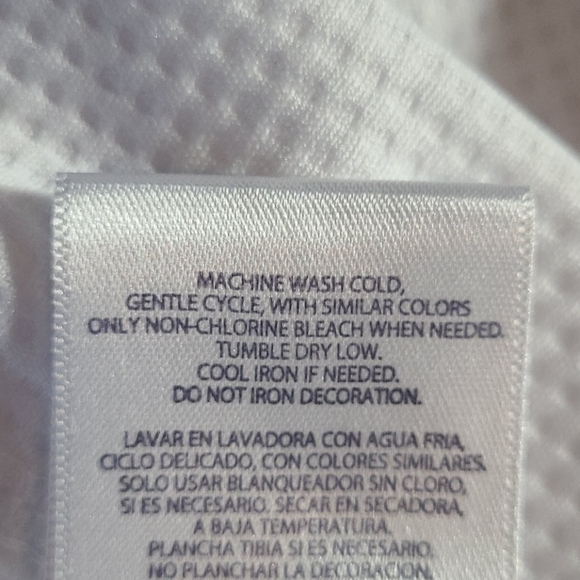 MACHINE WASH COLD,
GENTLE CYCLE, WITH SIMILAR COLORS
ONLY NON-CHLORINE BLEACH WHEN NEEDED.
TUMBLE DRY LOW.
COOL IRON IF NEEDED.
DO NOT IRON DECORATION.
LAVAR EN LAVADORA CON AGUA FRIA,
CICLO DELICADO, CON COLORES SIMILARES.
SOLO USAR BLANQUEADOR SIN CLORO,
SI ES NECESARIO. SECAR EN SECADORA,
A BAJA TEMPERATURA.
PLANCHA TIBIA SI ES NECESARIO.
NO PLANCHAR LA DECORACION.